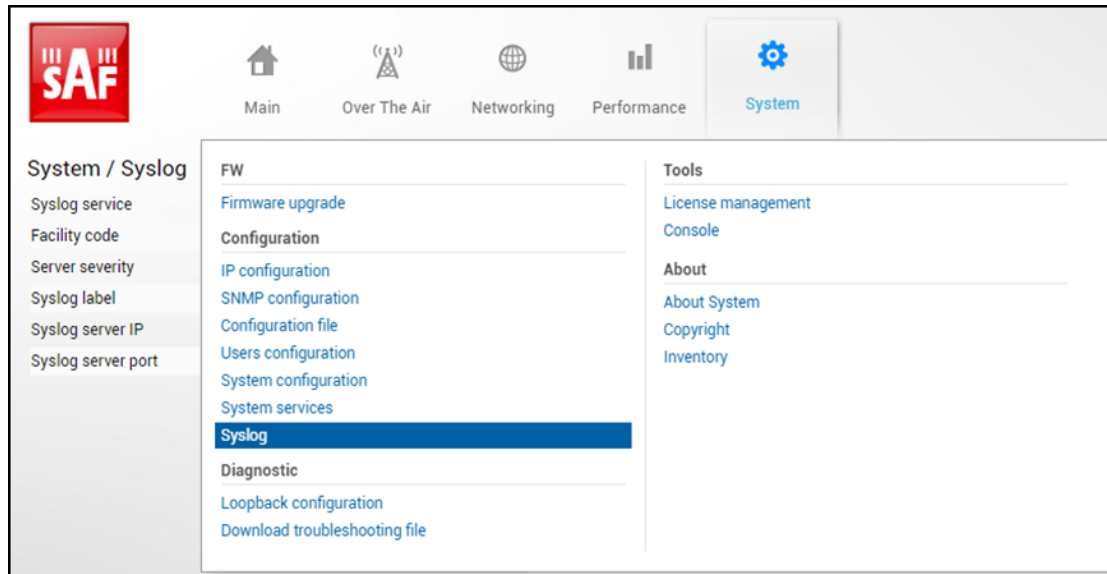 SAF
Main
Over The Air
Networking
Performance
System
System / Syslog
Syslog service
Facility code
Server severity
Syslog label
Syslog server IP
Syslog server port
FW
Firmware upgrade
Configuration
IP configuration
SNMP configuration
Configuration file
Users configuration
System configuration
System services
Syslog
Diagnostic
Loopback configuration
Download troubleshooting file
Tools
License management
Console
About
About System
Copyright
Inventory